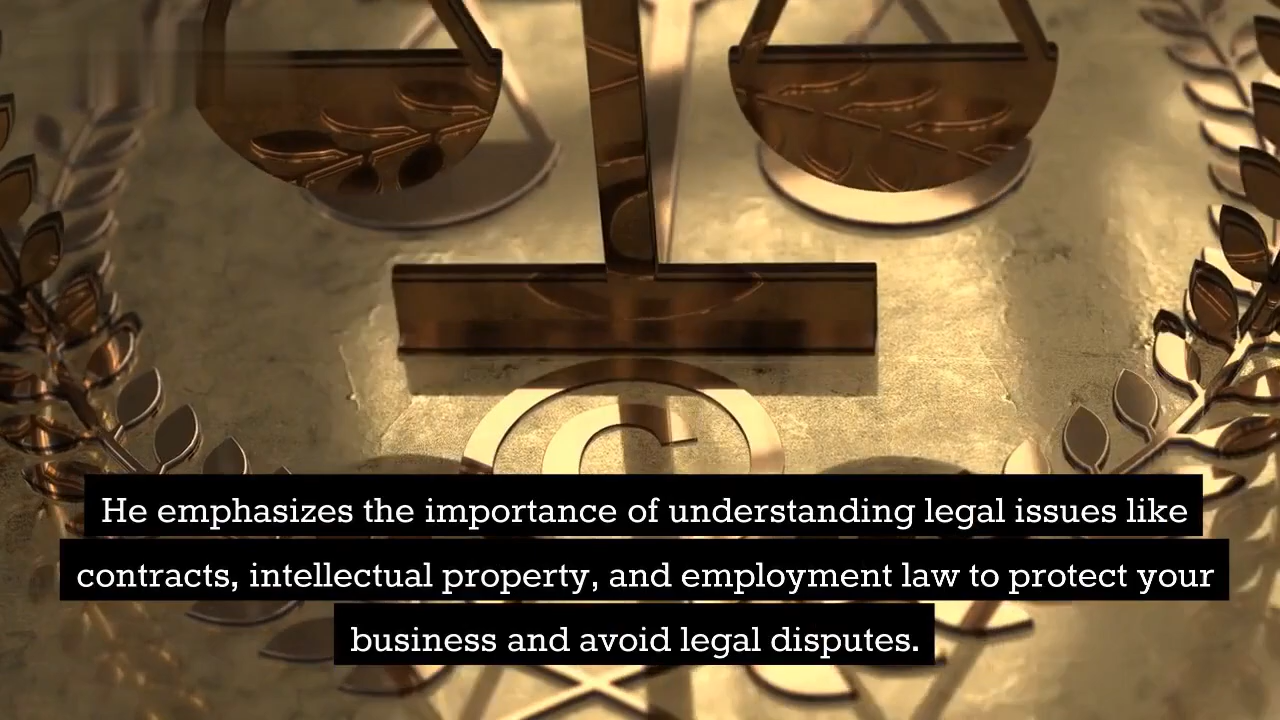 ©
He emphasizes the importance of understanding legal issues like
contracts, intellectual property, and employment law to protect your
business and avoid legal disputes.